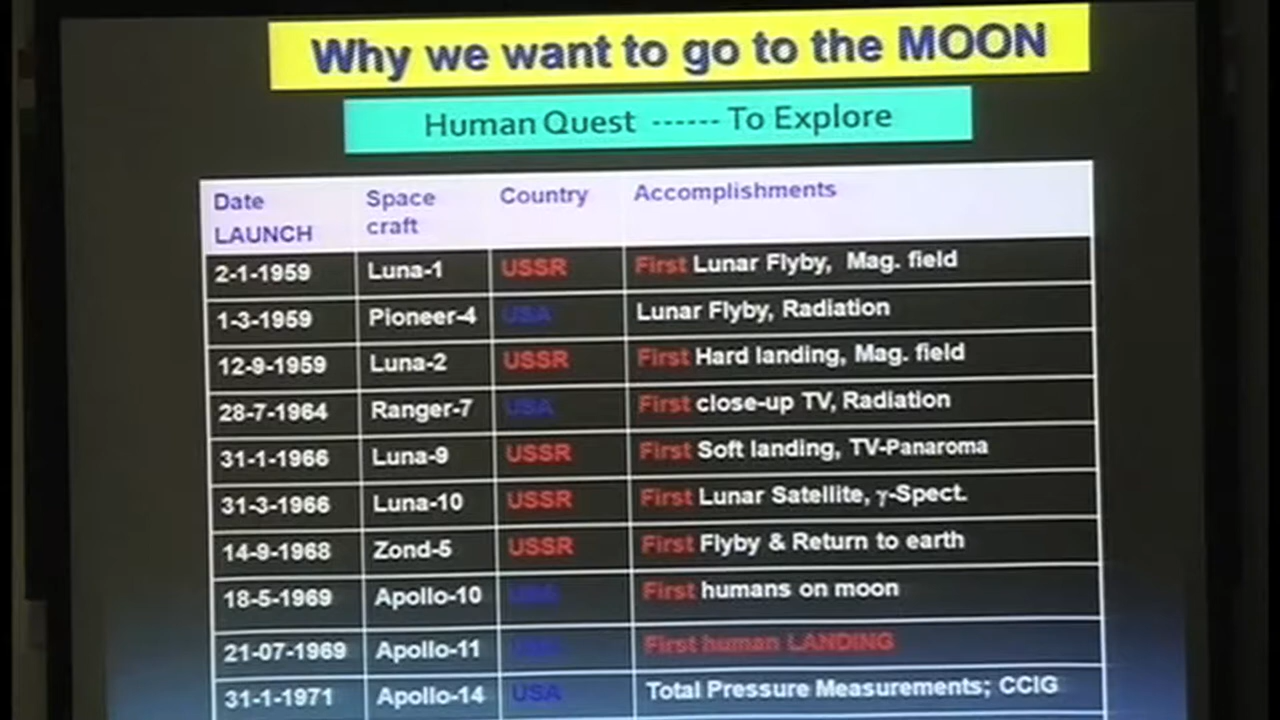 Why we want to go to the MOON
Human Quest ------ To Explore
Date LAUNCH Space craft Country Accomplishments
2-1-1959 Luna-1 USSR First Lunar Flyby, Mag. field
1-3-1959 Pioneer-4 USA Lunar Flyby, Radiation
12-9-1959 Luna-2 USSR First Hard landing, Mag. field
28-7-1964 Ranger-7 USA First close-up TV, Radiation
31-1-1966 Luna-9 USSR First Soft landing, TV-Panaroma
31-3-1966 Luna-10 USSR First Lunar Satellite, γ-Spect.
14-9-1968 Zond-5 USSR First Flyby & Return to earth
18-5-1969 Apollo-10 USA First humans on moon
21-07-1969 Apollo-11 USA First human LANDING
31-1-1971 Apollo-14 USA Total Pressure Measurements; CCIG